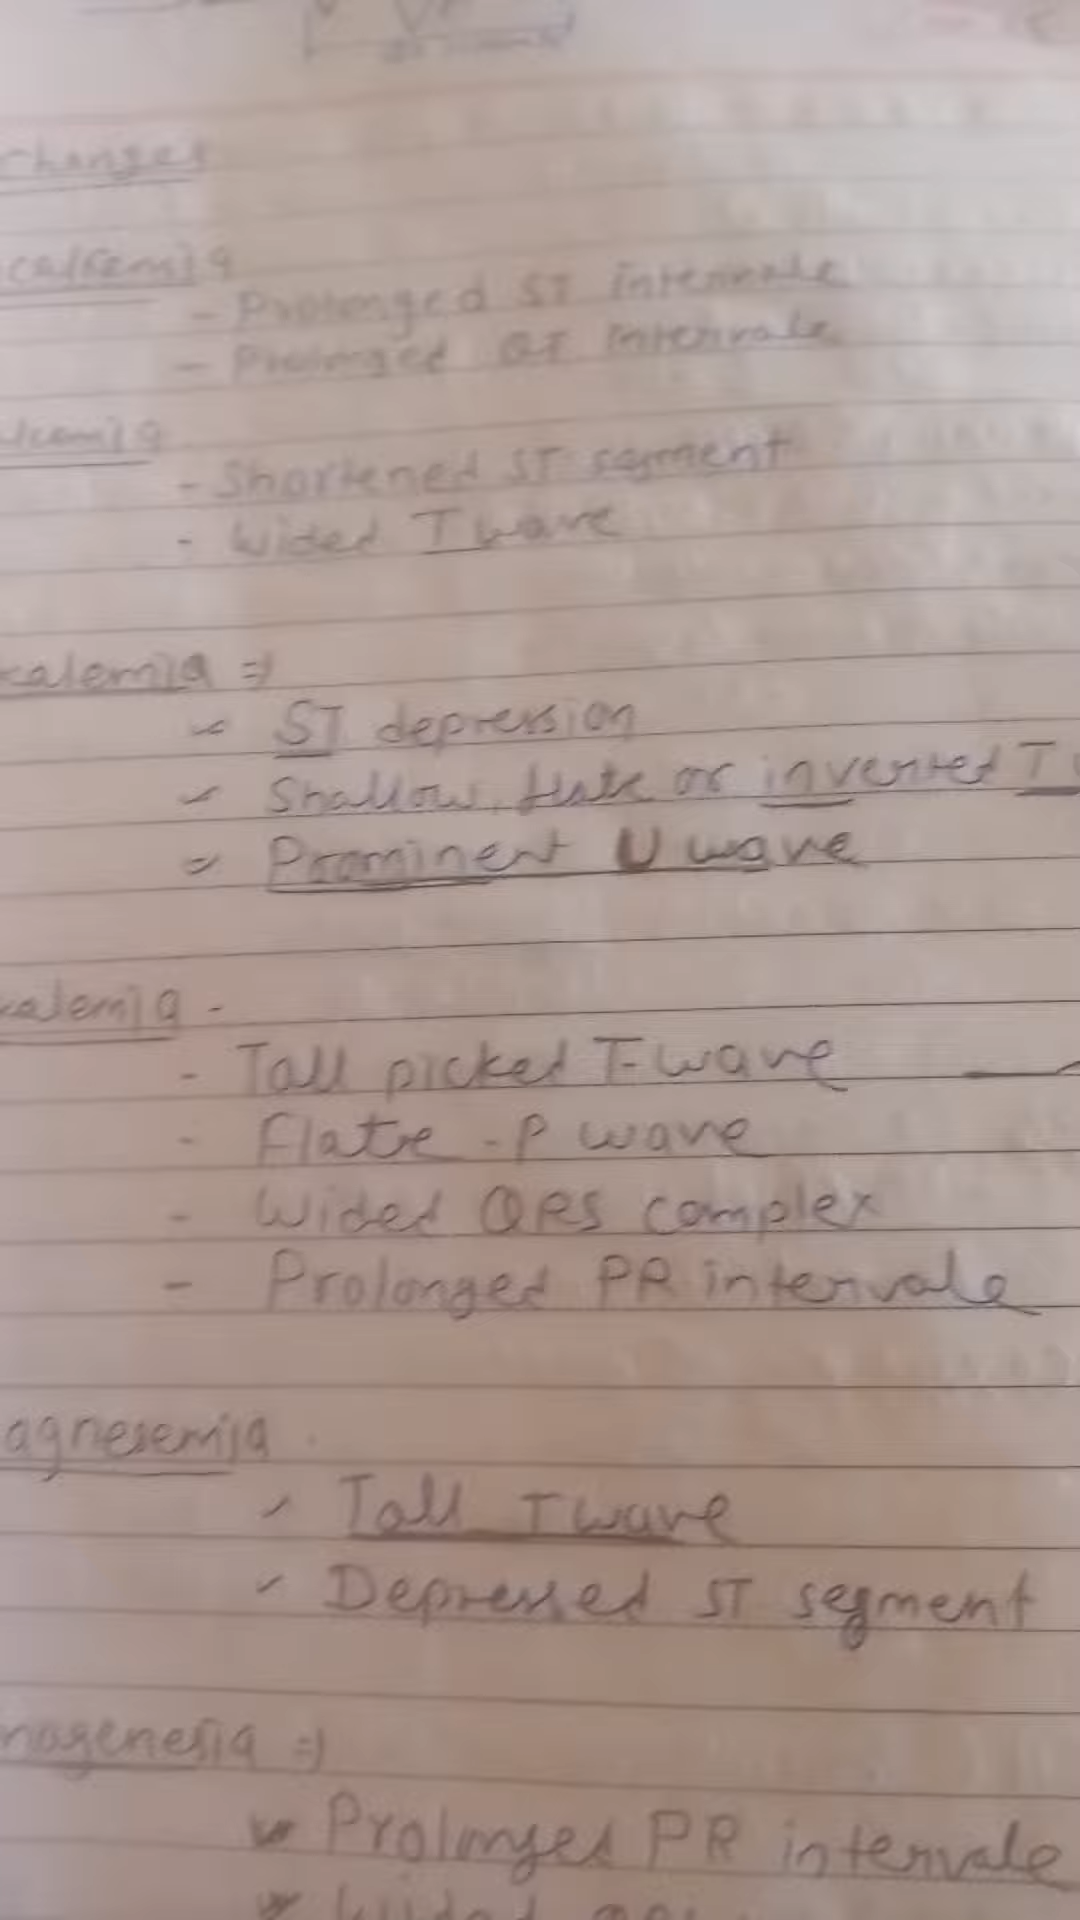 changes
calcemia
- Prolonged ST intervale
- Prolonged QT intervale
lcemia
- Shortened ST segment
- Wided T wave
kalemia =>
ST depression
Shallow, flate or inverted T
Prominent U wave
kalemia -
- Tall picked T-wave
- Flate - P wave
- Wided QRS complex
- Prolonged PR intervale
agnesemia
Tall T wave
Depressed ST segment
magenesia =>
Prolonged PR intervale
Wided